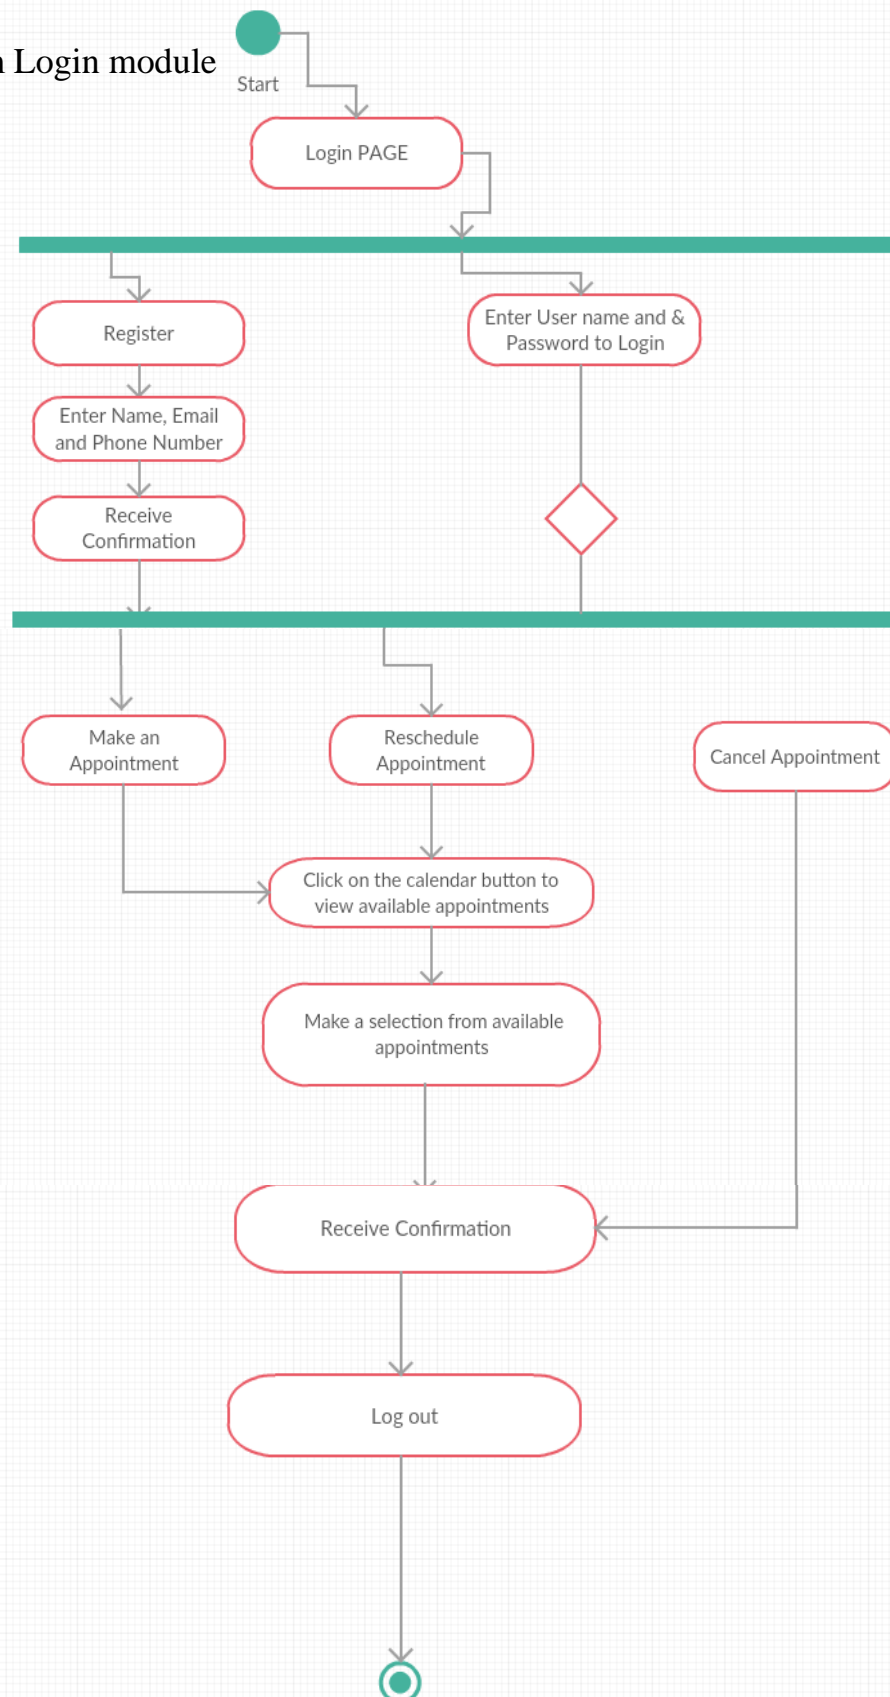 Login module
Start
Login PAGE
Register
Enter User name and &
Password to Login
Enter Name, Email
and Phone Number
Receive
Confirmation
Make an
Appointment
Reschedule
Appointment
Cancel Appointment
Click on the calendar button to
view available appointments
Make a selection from available
appointments
Receive Confirmation
Log out